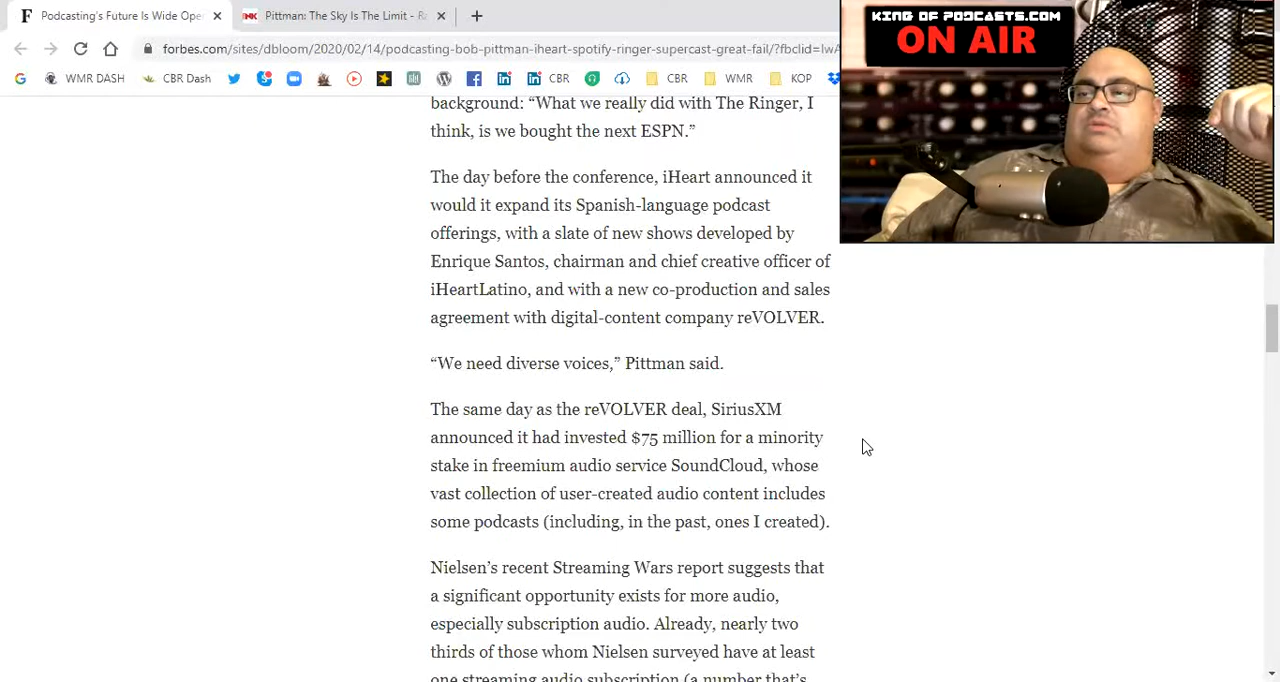 Podcasting's Future Is Wide Ope
INK Pittman: The Sky Is The Limit - Ra
forbes.com/sites/dbloom/2020/02/14/podcasting-bob-pittman-iheart-spotify-ringer-supercast-great-fail/?fbclid=IwA
WMR DASH CBR Dash CBR CBR WMR KOP
KING OF PODCASTS.COM
ON AIR
background: “What we really did with The Ringer, I
think, is we bought the next ESPN.”
The day before the conference, iHeart announced it
would it expand its Spanish-language podcast
offerings, with a slate of new shows developed by
Enrique Santos, chairman and chief creative officer of
iHeartLatino, and with a new co-production and sales
agreement with digital-content company reVOLVER.
“We need diverse voices,” Pittman said.
The same day as the reVOLVER deal, SiriusXM
announced it had invested $75 million for a minority
stake in freemium audio service SoundCloud, whose
vast collection of user-created audio content includes
some podcasts (including, in the past, ones I created).
Nielsen’s recent Streaming Wars report suggests that
a significant opportunity exists for more audio,
especially subscription audio. Already, nearly two
thirds of those whom Nielsen surveyed have at least
one streaming audio subscription (a number that’s